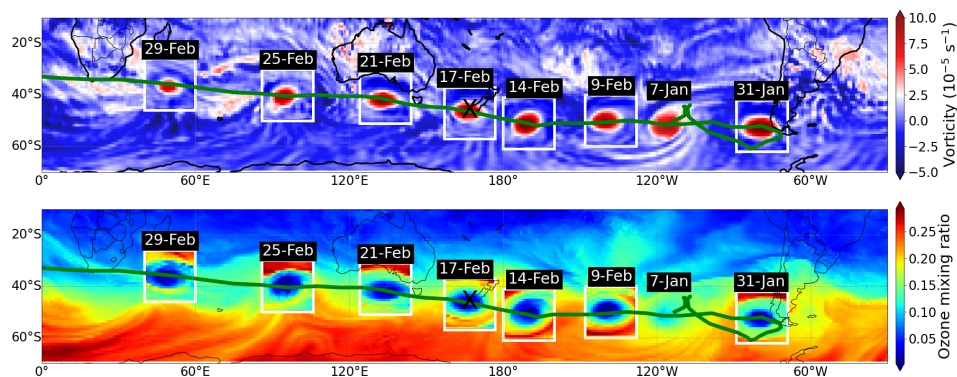 20°S
40°S
60°S
29-Feb
25-Feb
21-Feb
17-Feb
14-Feb
9-Feb
7-Jan
31-Jan
X
0°
60°E
120°E
180°
120°W
60°W
10.0
7.5
5.0
2.5
0.0
−2.5
−5.0
Vorticity (10⁻⁵ s⁻¹)
20°S
40°S
60°S
29-Feb
25-Feb
21-Feb
17-Feb
14-Feb
9-Feb
7-Jan
31-Jan
X
0°
60°E
120°E
180°
120°W
60°W
0.25
0.20
0.15
0.10
0.05
Ozone mixing ratio